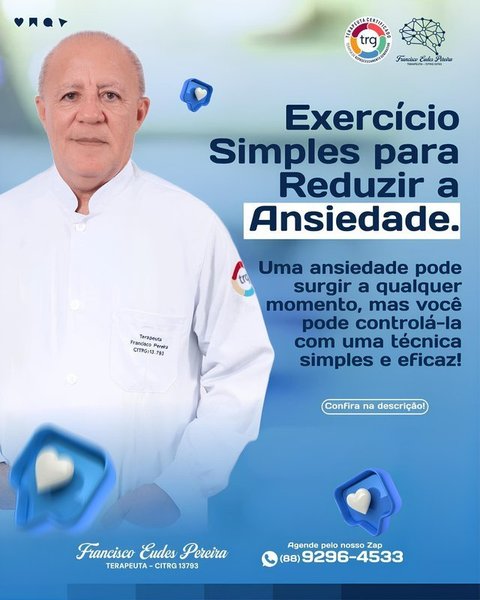 TERAPEUTA CERTIFICADO
trg
Francisco Eudes Pereira
TERAPEUTA - CITRG 13793
Exercício
Simples para
Reduzir a
Ansiedade.
Uma ansiedade pode
surgir a qualquer
momento, mas você
pode controlá-la
com uma técnica
simples e eficaz!
trg
Terapeuta
Francisco Pereira
CITRG:13.793
Confira na descrição!
Francisco Eudes Pereira
TERAPEUTA - CITRG 13793
Agende pelo nosso Zap
(88) 9296-4533